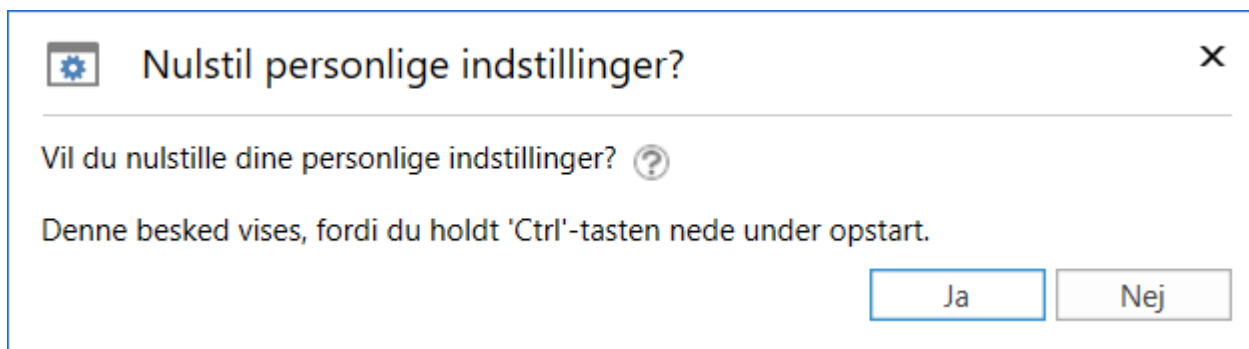 Nulstil personlige indstillinger?
Vil du nulstille dine personlige indstillinger? ?
Denne besked vises, fordi du holdt 'Ctrl'-tasten nede under opstart.
Ja Nej